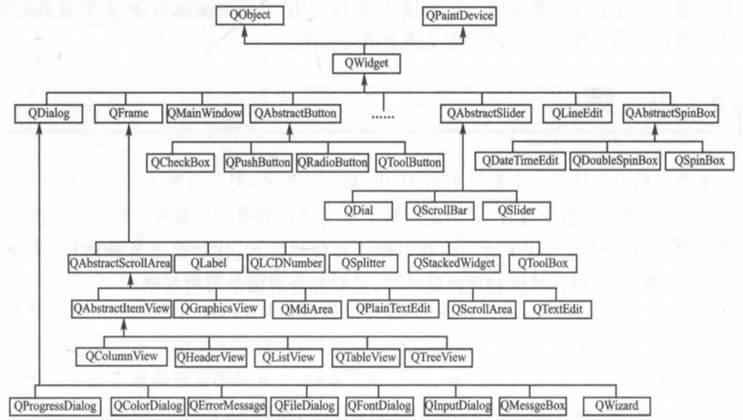 QObject QPaintDevice
QWidget
QDialog QFrame QMainWindow QAbstractButton ...... QAbstractSlider QLineEdit QAbstractSpinBox
QCheckBox QPushButton QRadioButton QToolButton QDateTimeEdit QDoubleSpinBox QSpinBox
QDial QScrollBar QSlider
QAbstractScrollArea QLabel QLCDNumber QSplitter QStackedWidget QToolBox
QAbstractItemView QGraphicsView QMdiArea QPlainTextEdit QScrollArea QTextEdit
QColumnView QHeaderView QListView QTableView QTreeView
QProgressDialog QColorDialog QErrorMessage QFileDialog QFontDialog QInputDialog QMessgeBox QWizard